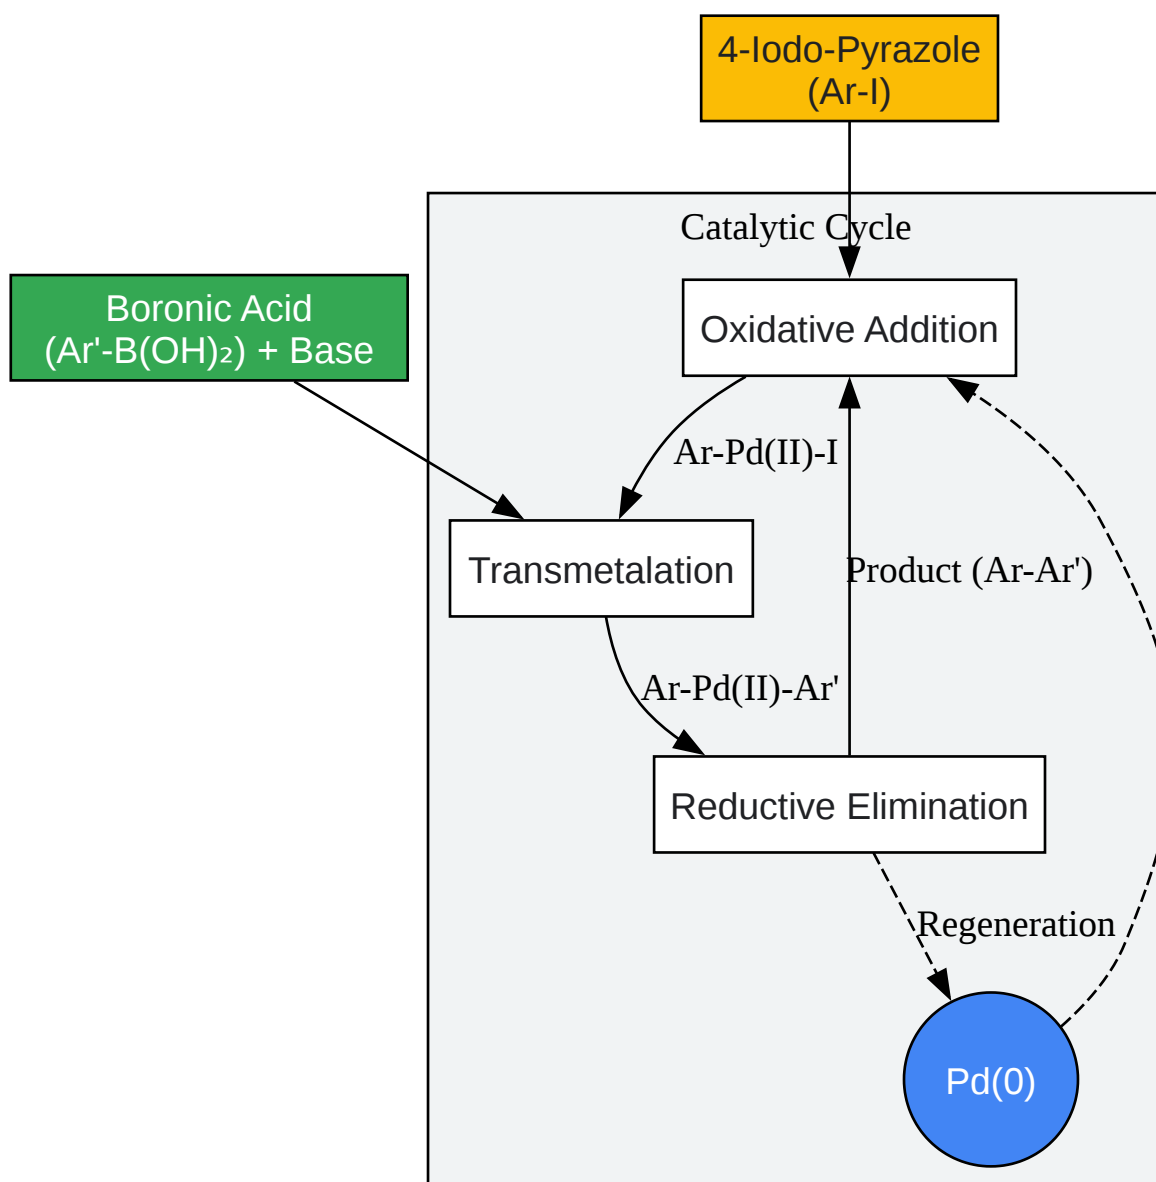 4-Iodo-Pyrazole
(Ar-I)
Catalytic Cycle
Boronic Acid
(Ar'-B(OH)₂) + Base
Oxidative Addition
Ar-Pd(II)-I
Transmetalation
Product (Ar-Ar')
Ar-Pd(II)-Ar'
Reductive Elimination
Regeneration
Pd(0)